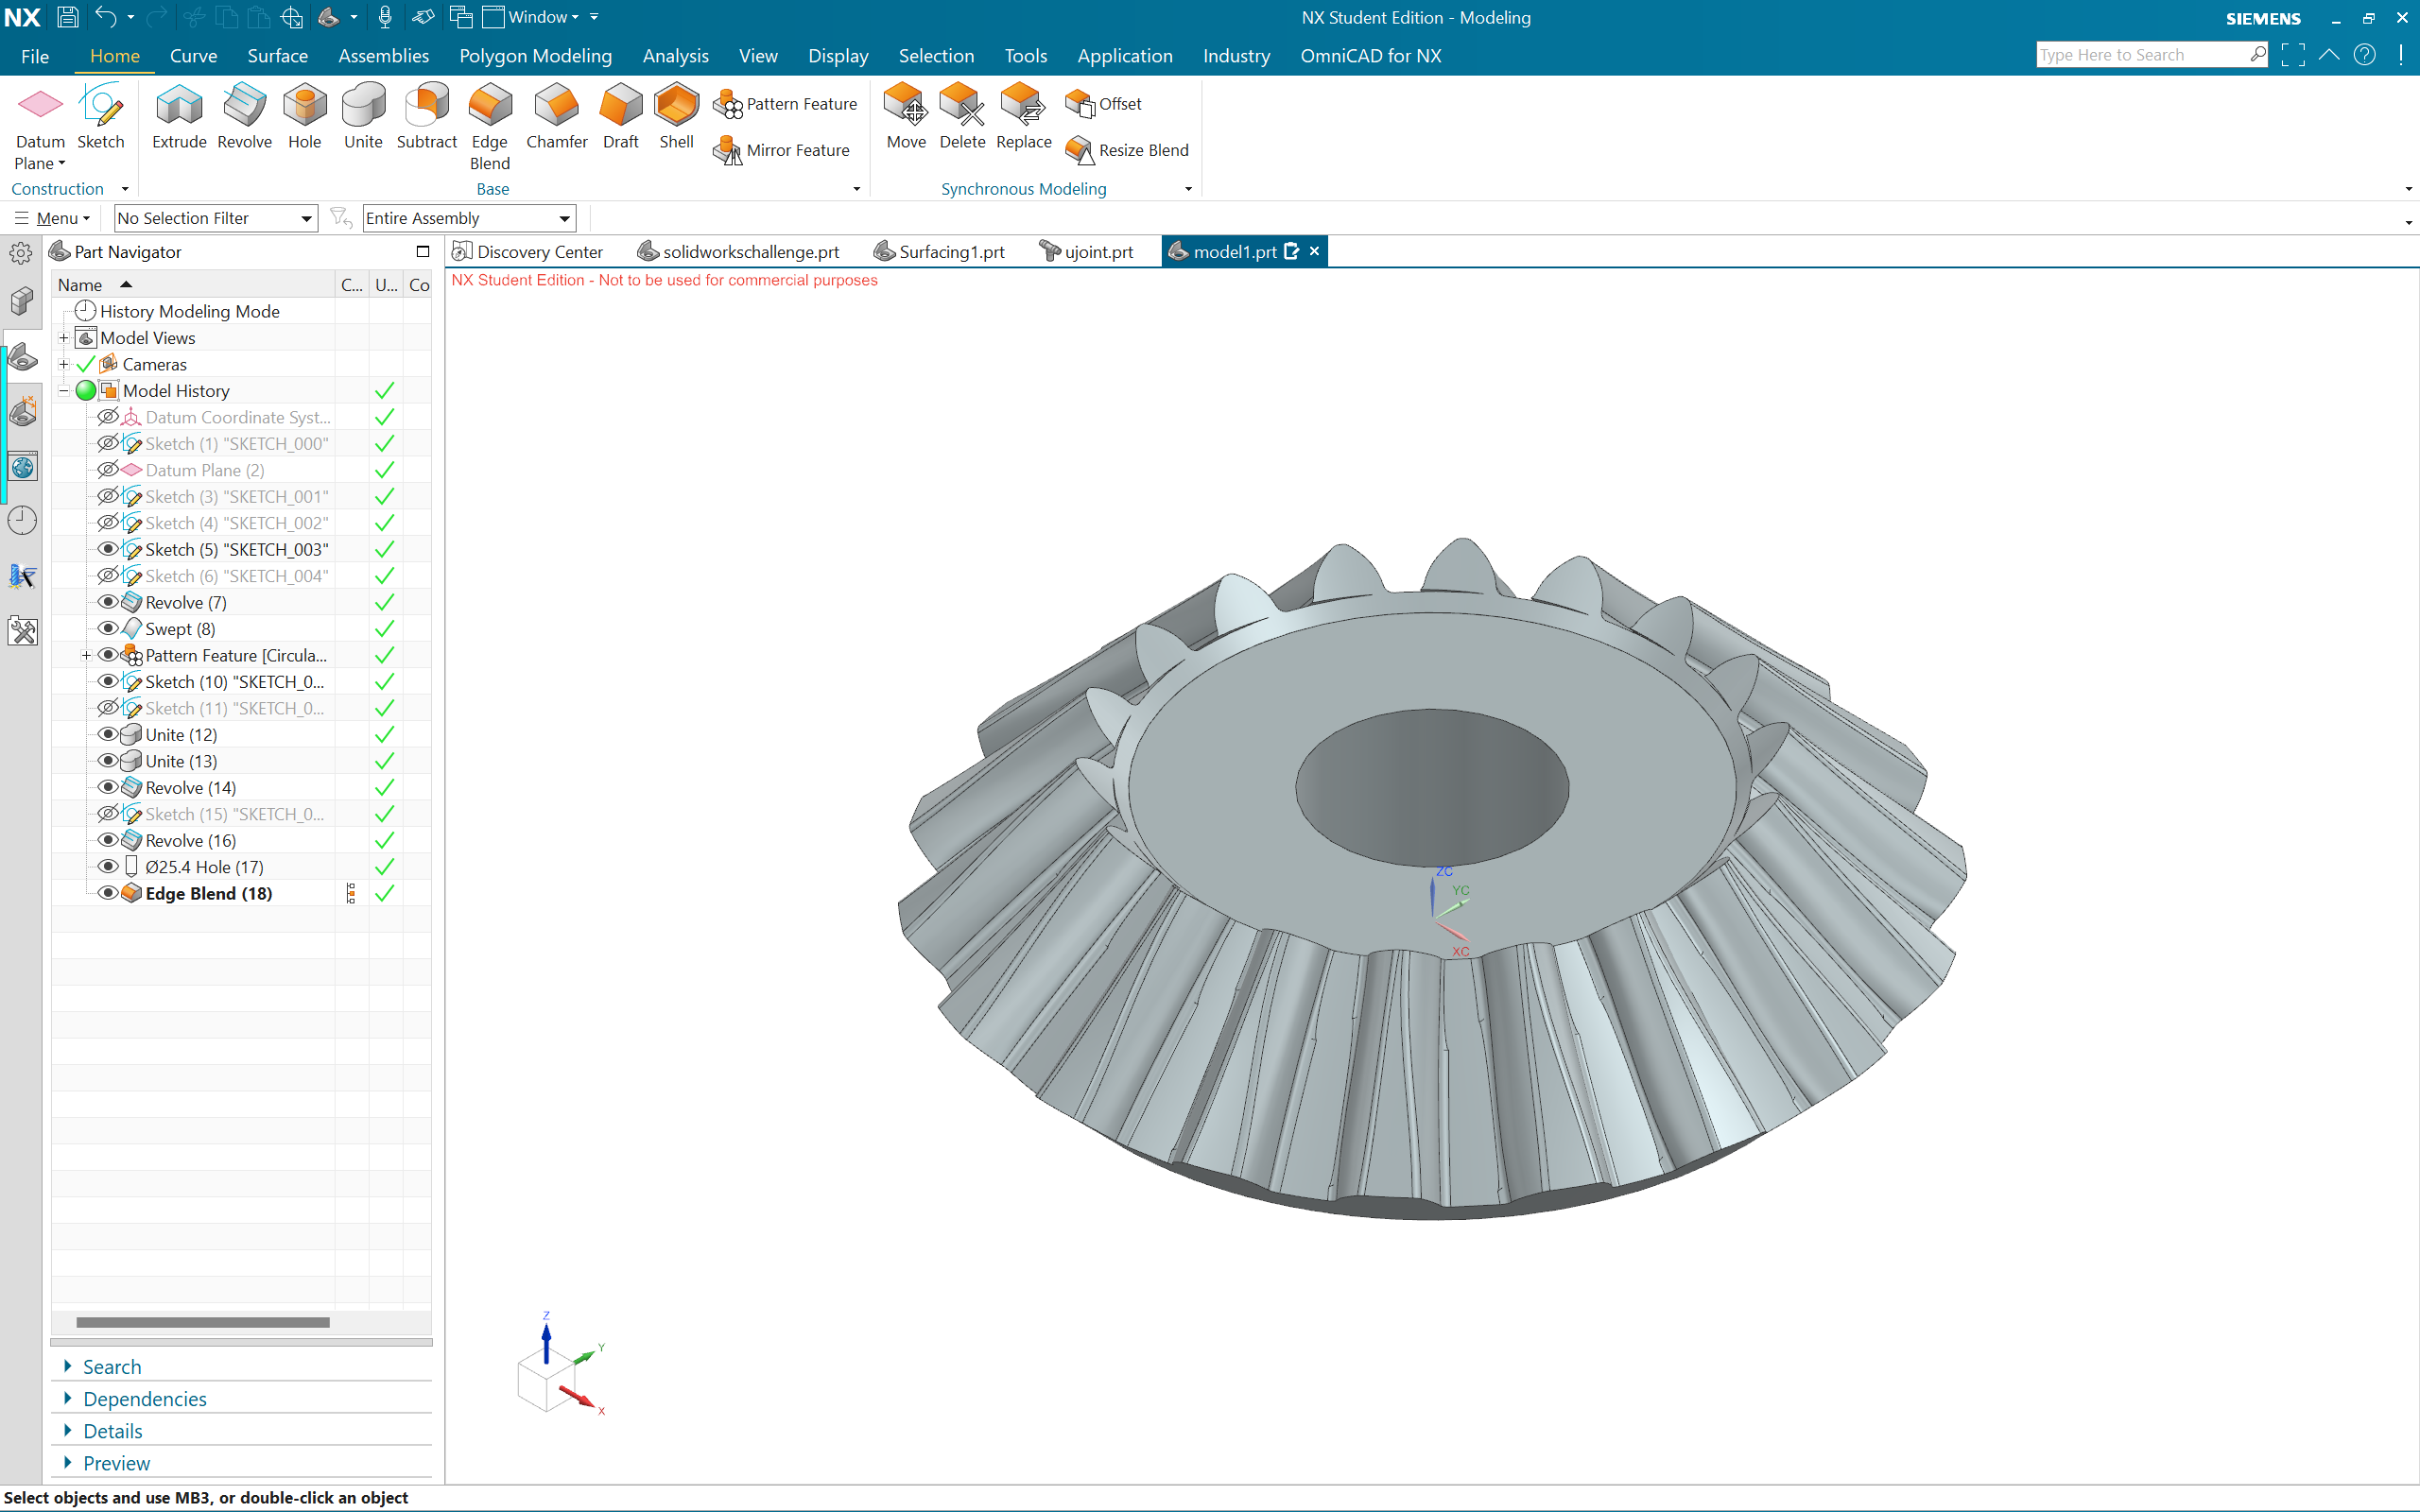 NX Window NX Student Edition - Modeling SIEMENS
File Home Curve Surface Assemblies Polygon Modeling Analysis View Display Selection Tools Application Industry OmniCAD for NX Type Here to Search
Datum Plane Sketch Extrude Revolve Hole Unite Subtract Edge Blend Chamfer Draft Shell Pattern Feature Mirror Feature Move Delete Replace Offset Resize Blend
Construction Base Synchronous Modeling
Menu No Selection Filter Entire Assembly
Part Navigator
Discovery Center solidworkschallenge.prt Surfacing1.prt ujoint.prt model1.prt
NX Student Edition - Not to be used for commercial purposes
Name C... U... Co
History Modeling Mode
Model Views
Cameras
Model History
Datum Coordinate Syst...
Sketch (1) "SKETCH_000"
Datum Plane (2)
Sketch (3) "SKETCH_001"
Sketch (4) "SKETCH_002"
Sketch (5) "SKETCH_003"
Sketch (6) "SKETCH_004"
Revolve (7)
Swept (8)
Pattern Feature [Circula...
Sketch (10) "SKETCH_0...
Sketch (11) "SKETCH_0...
Unite (12)
Unite (13)
Revolve (14)
Sketch (15) "SKETCH_0...
Revolve (16)
Ø25.4 Hole (17)
Edge Blend (18)
ZC
YC
XC
Z
Y
X
Search
Dependencies
Details
Preview
Select objects and use MB3, or double-click an object